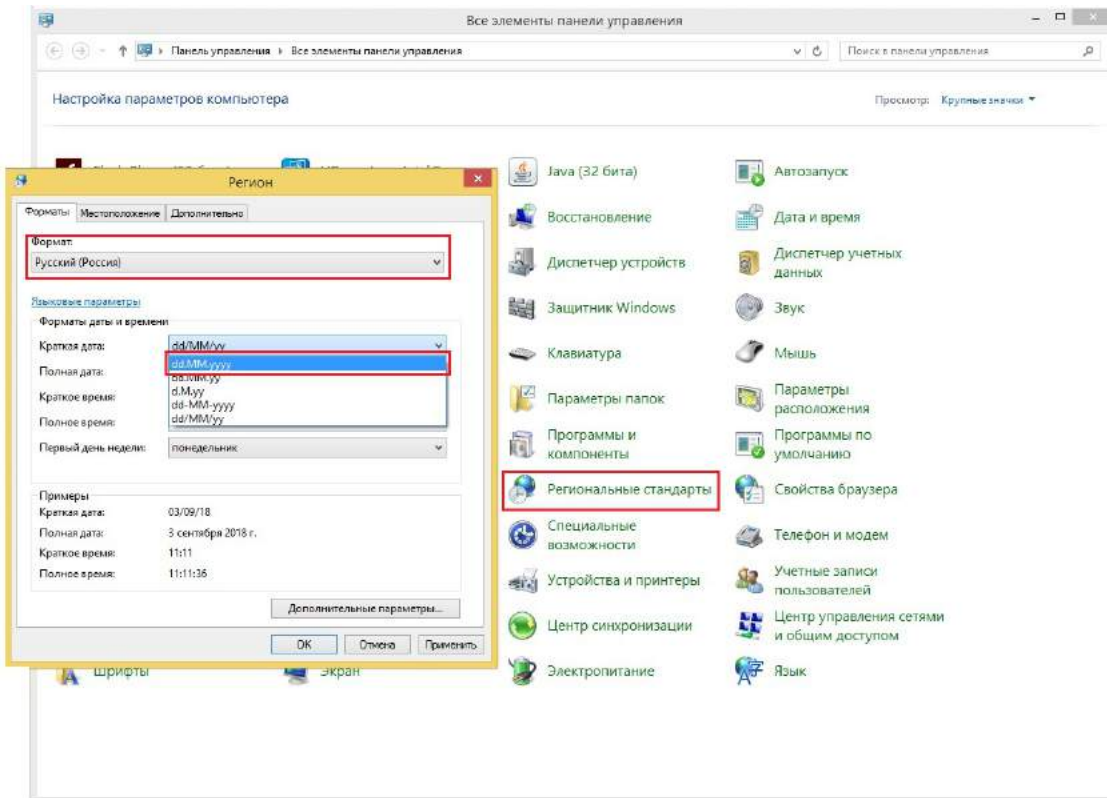 Все элементы панели управления
Панель управления
Все элементы панели управления
Поиск в панели управления
Настройка параметров компьютера
Просмотр:
Крупные значки
Java (32 бита)
Автозапуск
Восстановление
Дата и время
Диспетчер устройств
Диспетчер учетных
данных
Защитник Windows
Звук
Клавиатура
Мышь
Параметры папок
Параметры
расположения
Программы и
компоненты
Программы по
умолчанию
Региональные стандарты
Свойства браузера
Специальные
возможности
Телефон и модем
Устройства и принтеры
Учетные записи
пользователей
Центр синхронизации
Центр управления сетями
и общим доступом
Шрифты
Экран
Электропитание
Язык
Регион
Форматы
Местоположение
Дополнительно
Формат:
Русский (Россия)
Языковые параметры
Форматы даты и времени
Краткая дата:
dd/MM/yy
dd.MM.yyyy
Полная дата:
dd.MM.yy
d.M.yy
Краткое время:
dd-MM-yyyy
dd/MM/yy
Полное время:
Первый день недели:
понедельник
Примеры
Краткая дата:
03/09/18
Полная дата:
3 сентября 2018 г.
Краткое время:
11:11
Полное время:
11:11:36
Дополнительные параметры...
OK
Отмена
Применить